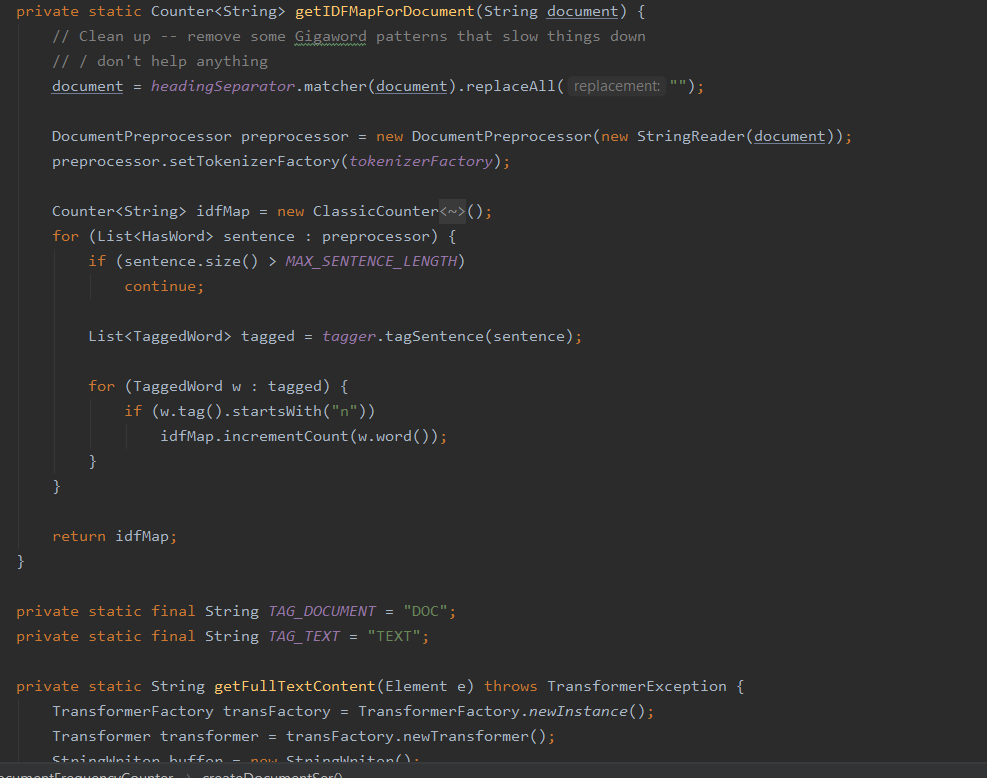 private static Counter<String> getIDFMapForDocument(String document) {
// Clean up -- remove some Gigaword patterns that slow things down
// / don't help anything
document = headingSeparator.matcher(document).replaceAll( replacement: "");
DocumentPreprocessor preprocessor = new DocumentPreprocessor(new StringReader(document));
preprocessor.setTokenizerFactory(tokenizerFactory);
Counter<String> idfMap = new ClassicCounter<~>();
for (List<HasWord> sentence : preprocessor) {
if (sentence.size() > MAX_SENTENCE_LENGTH)
continue;
List<TaggedWord> tagged = tagger.tagSentence(sentence);
for (TaggedWord w : tagged) {
if (w.tag().startsWith("n"))
idfMap.incrementCount(w.word());
}
}
return idfMap;
}
private static final String TAG_DOCUMENT = "DOC";
private static final String TAG_TEXT = "TEXT";
private static String getFullTextContent(Element e) throws TransformerException {
TransformerFactory transFactory = TransformerFactory.newInstance();
Transformer transformer = transFactory.newTransformer();
StringWriter buffer = new StringWriter();
ocumentFrequencyCounter > createDocumentSer()